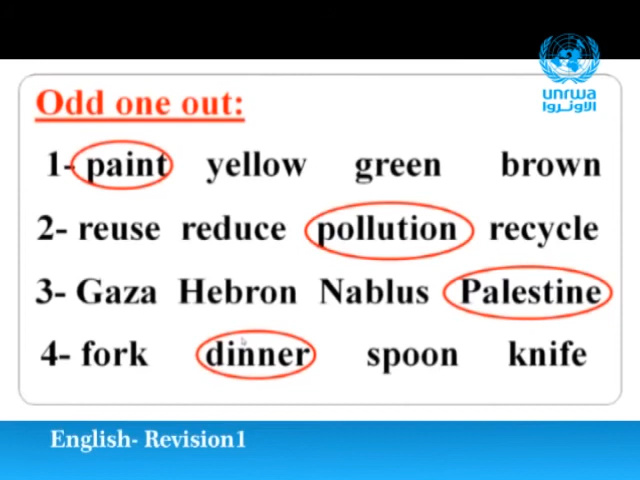 unrwa
الاونروا
Odd one out:
1- paint yellow green brown
2- reuse reduce pollution recycle
3- Gaza Hebron Nablus Palestine
4- fork dinner spoon knife
English- Revision1